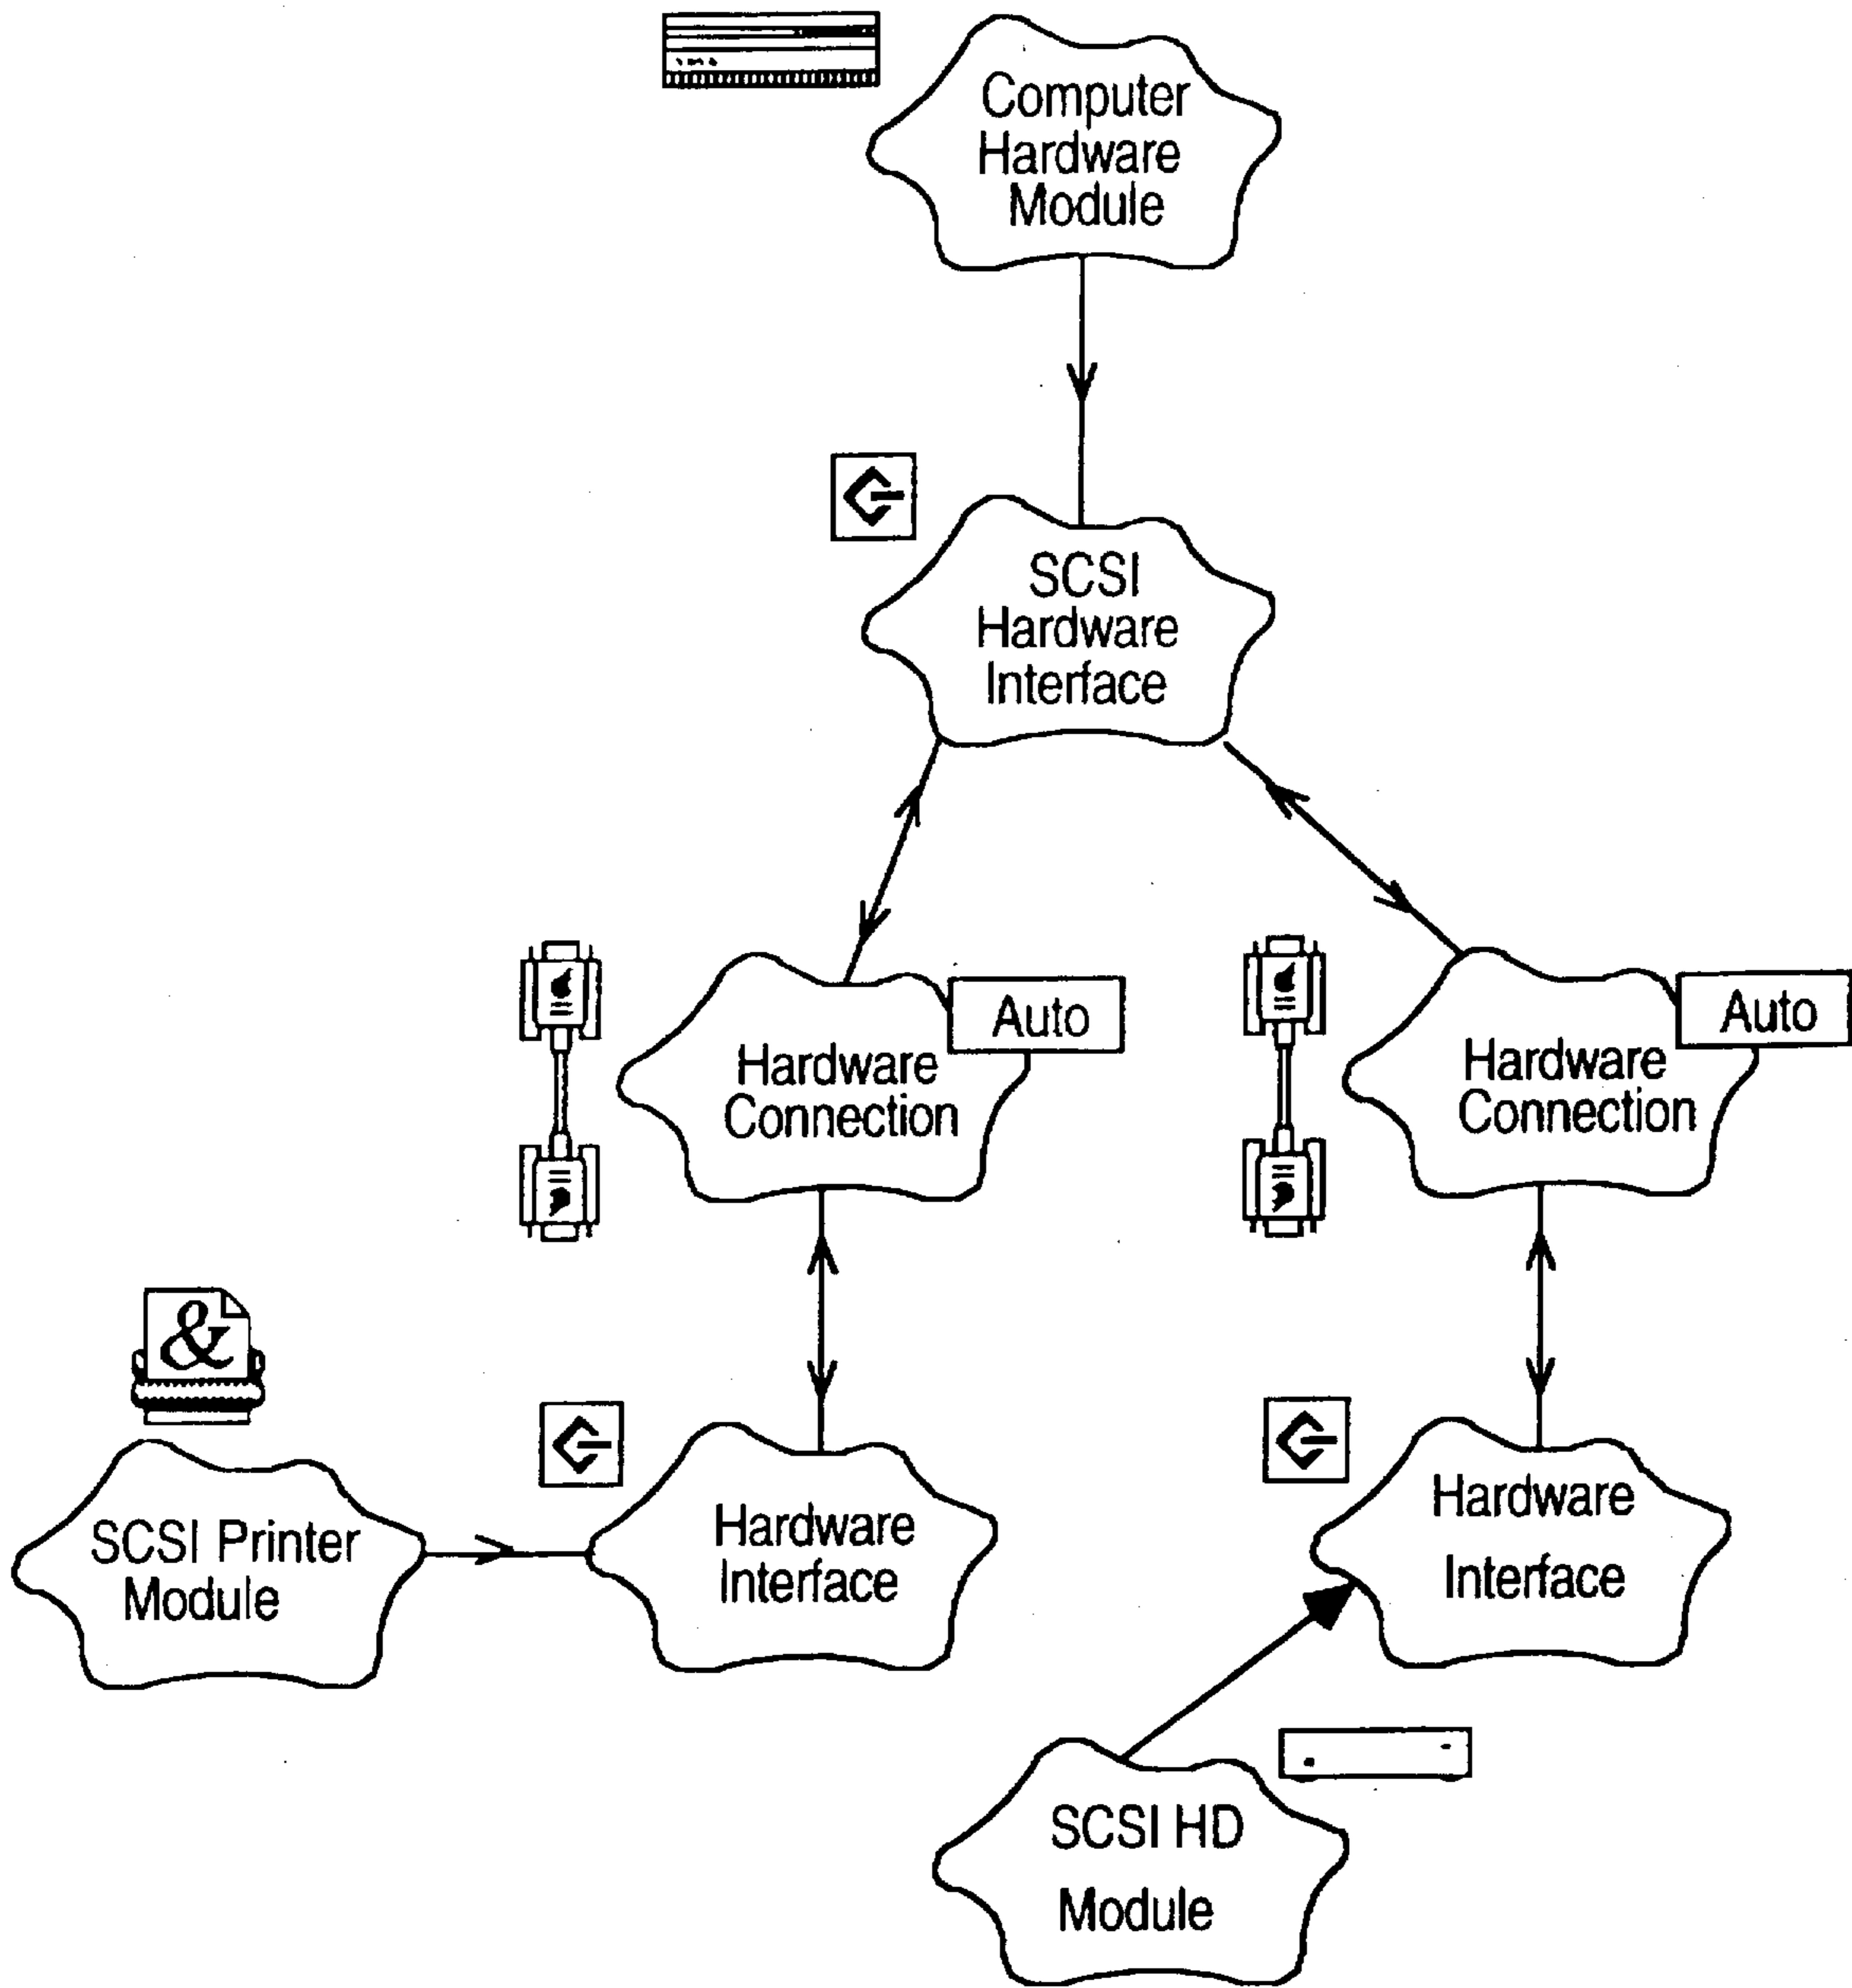 Computer
Hardware
Module
SCSI
Hardware
Interface
Auto
Hardware
Connection
Auto
Hardware
Connection
&
SCSI Printer
Module
Hardware
Interface
Hardware
Interface
SCSI HD
Module